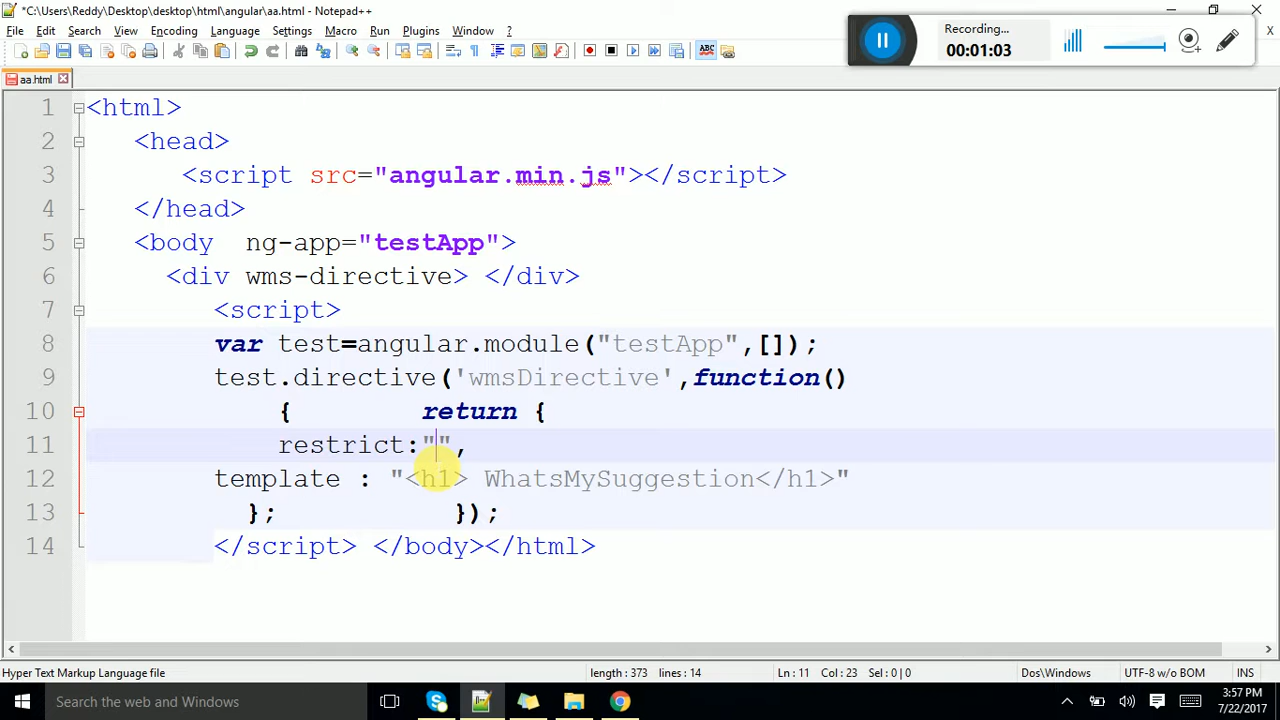 *C:\Users\Reddy\Desktop\desktop\html\angular\aa.html - Notepad++
File Edit Search View Encoding Language Settings Macro Run Plugins Window ?
X
Recording...
00:01:03
aa.html
1 <html>
2 <head>
3 <script src="angular.min.js"></script>
4 </head>
5 <body ng-app="testApp">
6 <div wms-directive> </div>
7 <script>
8 var test=angular.module("testApp",[]);
9 test.directive('wmsDirective',function()
10 { return {
11 restrict:"",
12 template : "<h1> WhatsMySuggestion</h1>"
13 }; });
14 </script> </body></html>
Hyper Text Markup Language file length : 373 lines : 14 Ln : 11 Col : 23 Sel : 0 | 0 Dos\Windows UTF-8 w/o BOM INS
Search the web and Windows
3:57 PM
7/22/2017